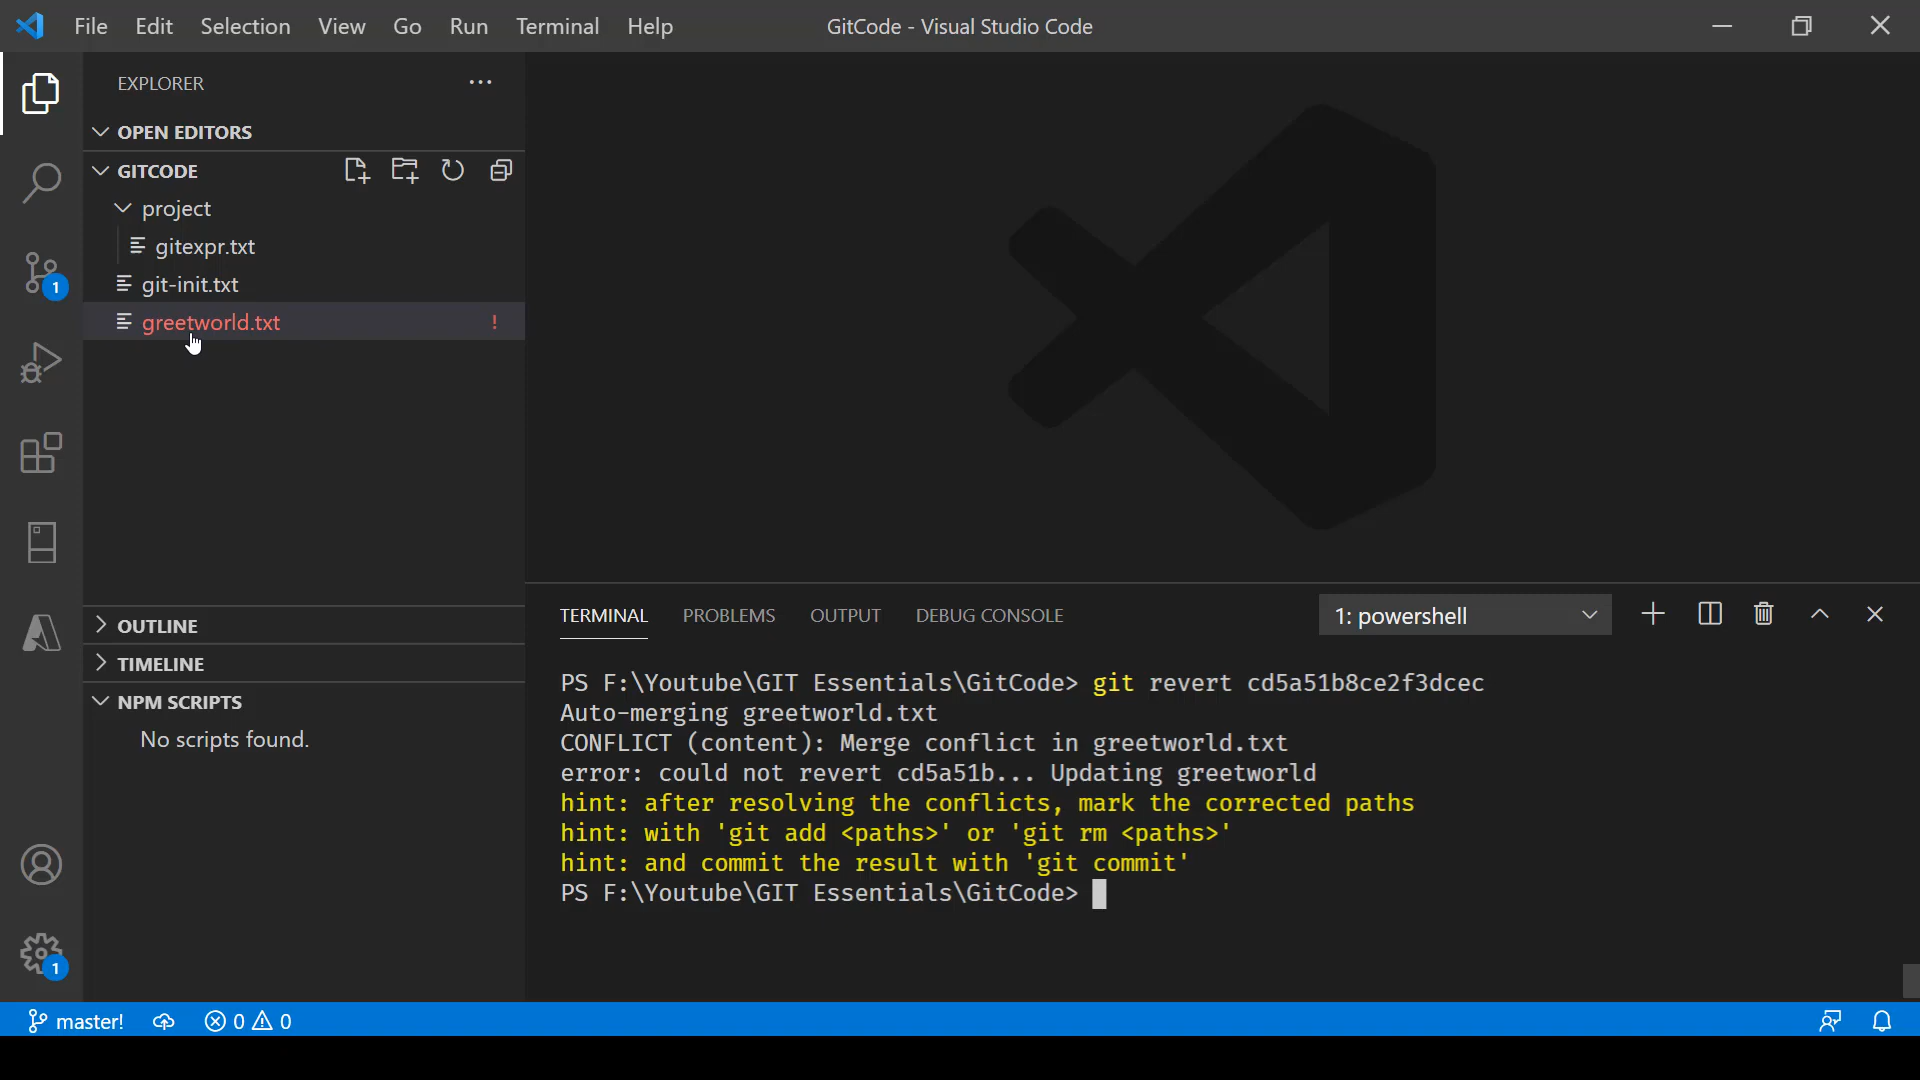 File Edit Selection View Go Run Terminal Help
GitCode - Visual Studio Code
EXPLORER
OPEN EDITORS
GITCODE
project
gitexpr.txt
git-init.txt
1
greetworld.txt !
OUTLINE
TIMELINE
NPM SCRIPTS
No scripts found.
1
TERMINAL PROBLEMS OUTPUT DEBUG CONSOLE
1: powershell
PS F:\Youtube\GIT Essentials\GitCode> git revert cd5a51b8ce2f3dcec
Auto-merging greetworld.txt
CONFLICT (content): Merge conflict in greetworld.txt
error: could not revert cd5a51b... Updating greetworld
hint: after resolving the conflicts, mark the corrected paths
hint: with 'git add <paths>' or 'git rm <paths>'
hint: and commit the result with 'git commit'
PS F:\Youtube\GIT Essentials\GitCode>
master! 0 0